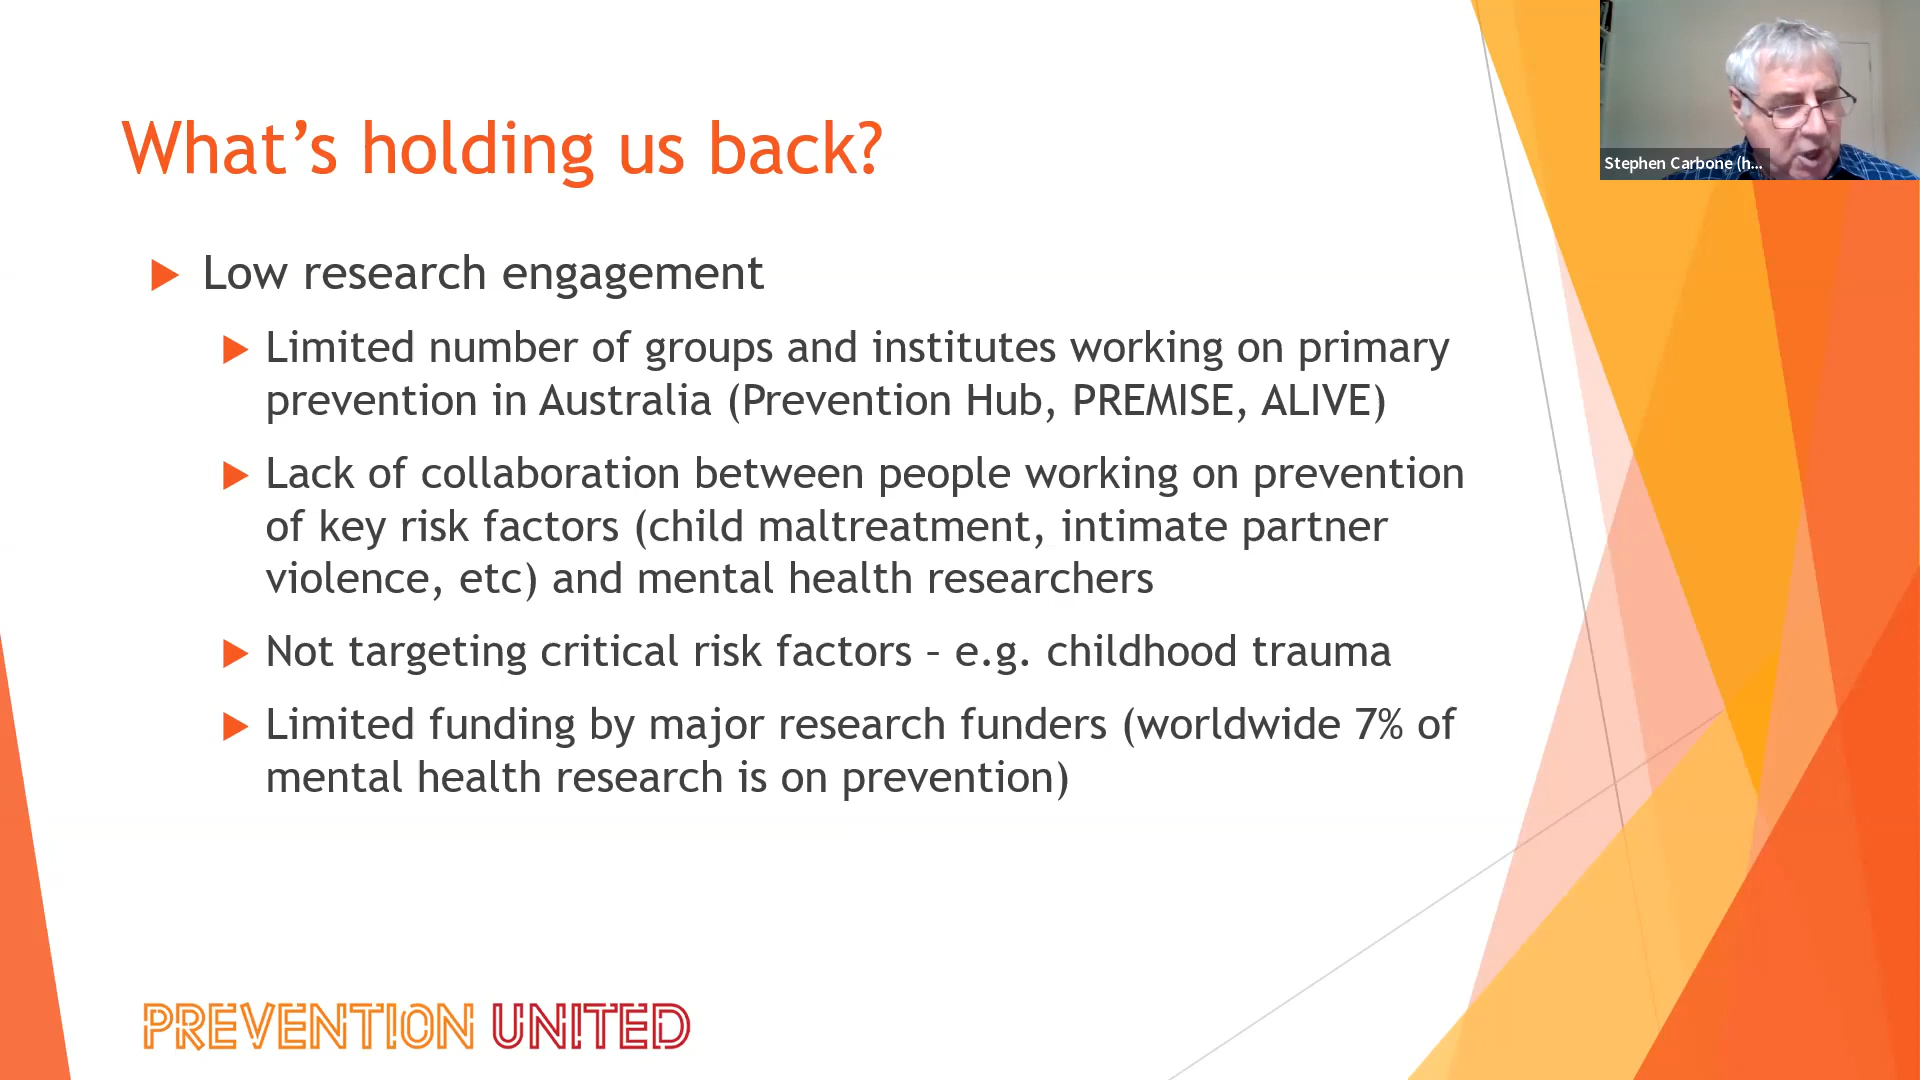 What’s holding us back?
Low research engagement
Limited number of groups and institutes working on primary
prevention in Australia (Prevention Hub, PREMISE, ALIVE)
Lack of collaboration between people working on prevention
of key risk factors (child maltreatment, intimate partner
violence, etc) and mental health researchers
Not targeting critical risk factors – e.g. childhood trauma
Limited funding by major research funders (worldwide 7% of
mental health research is on prevention)
PREVENTION UNITED
Stephen Carbone (h...